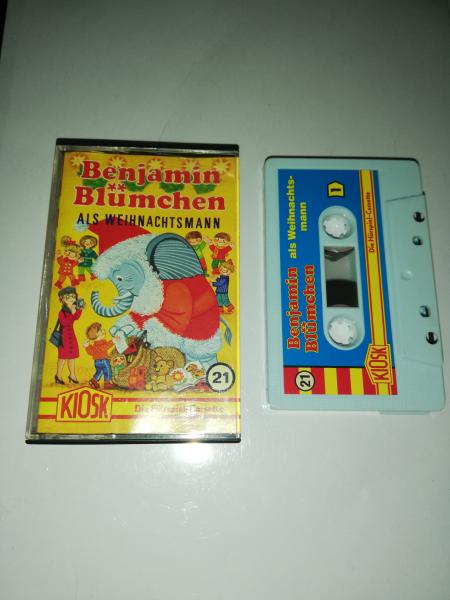 Benjamin
Blümchen
ALS WEIHNACHTSMANN
21
KIOSK
Die Hörspiel-Cassette
Benjamin
Blümchen
als Weihnachts-
mann
1
21
KIOSK
Die Hörspiel-Cassette